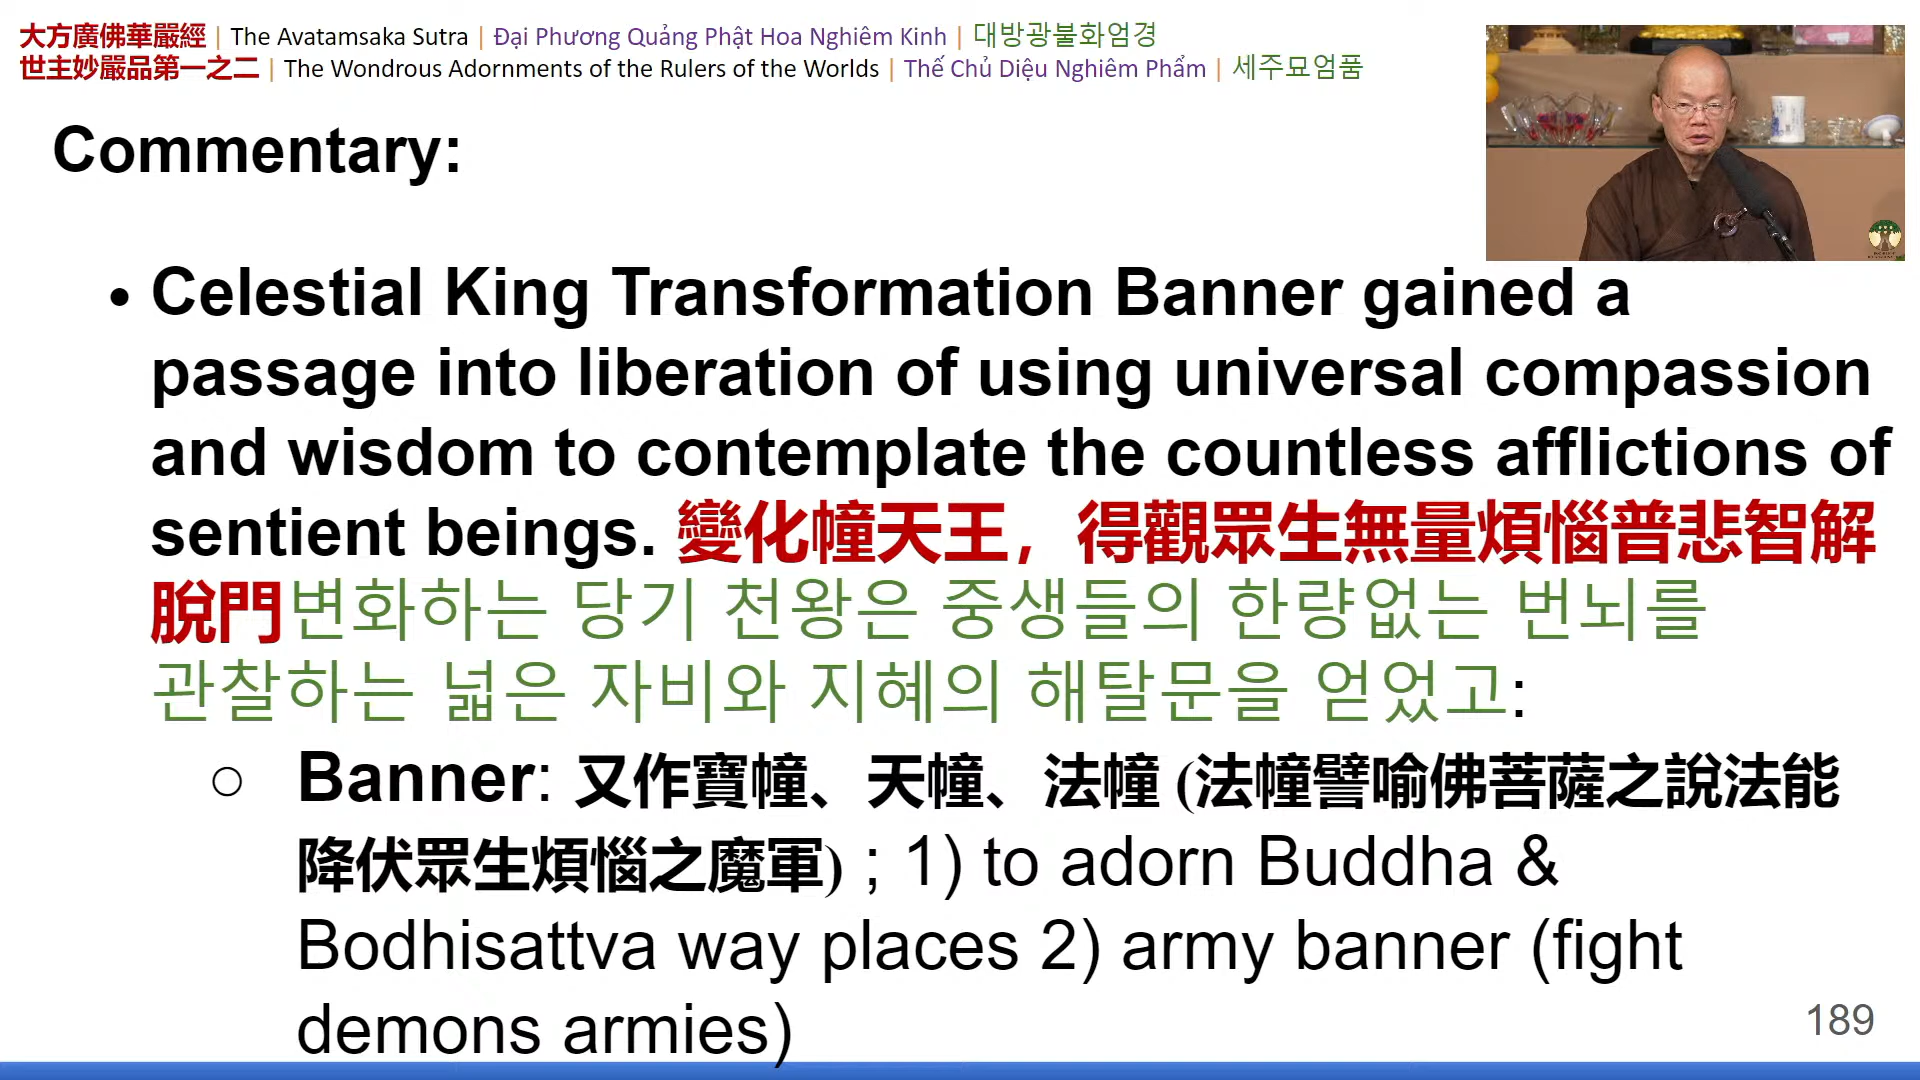 大方廣佛華嚴經 | The Avatamsaka Sutra | Đại Phương Quảng Phật Hoa Nghiêm Kinh | 대방광불화엄경
世主妙嚴品第一之二 | The Wondrous Adornments of the Rulers of the Worlds | Thế Chủ Diệu Nghiêm Phẩm | 세주묘엄품
Commentary:
• Celestial King Transformation Banner gained a
passage into liberation of using universal compassion
and wisdom to contemplate the countless afflictions of
sentient beings. 變化幢天王，得觀眾生無量煩惱普悲智解
脫門변화하는 당기 천왕은 중생들의 한량없는 번뇌를
관찰하는 넓은 자비와 지혜의 해탈문을 얻었고:
○ Banner: 又作寶幢、天幢、法幢 (法幢譬喻佛菩薩之說法能
降伏眾生煩惱之魔軍) ; 1) to adorn Buddha &
Bodhisattva way places 2) army banner (fight
demons armies)
189